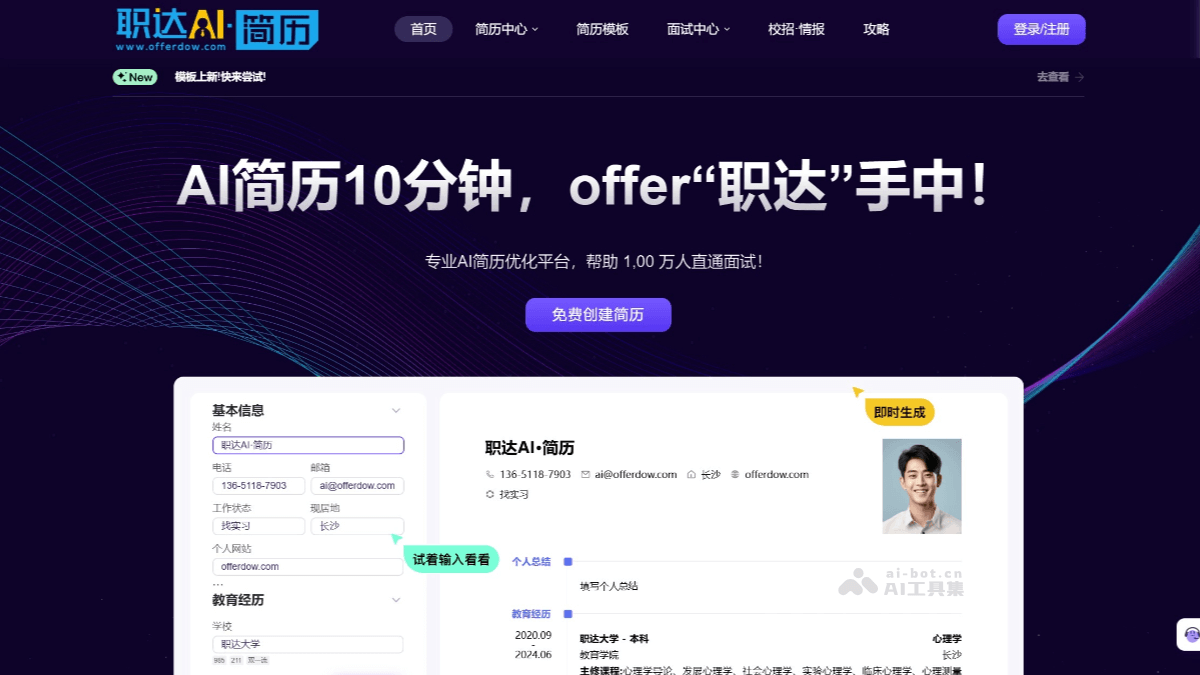 职达AI·简历
www.offerdow.com
首页
简历中心
简历模板
面试中心
校招·情报
攻略
登录/注册
New
模板上新!快来尝试!
去查看
AI简历10分钟，offer“职达”手中！
专业AI简历优化平台，帮助 1,00 万人直通面试！
免费创建简历
基本信息
姓名
职达AI·简历
电话 邮箱
136-5118-7903 ai@offerdow.com
工作状态 现居地
找实习 长沙
个人网站
offerdow.com
...
教育经历
学校
职达大学
985 211 双一流
试着输入看看
即时生成
职达AI•简历
136-5118-7903 ai@offerdow.com 长沙 offerdow.com
找实习
个人总结
填写个人总结
ai-bot.cn
AI工具集
教育经历
2020.09
-
2024.06
职达大学 - 本科 心理学
教育学院 长沙
主修课程:心理学导论、发展心理学、社会心理学、实验心理学、临床心理学、心理测量